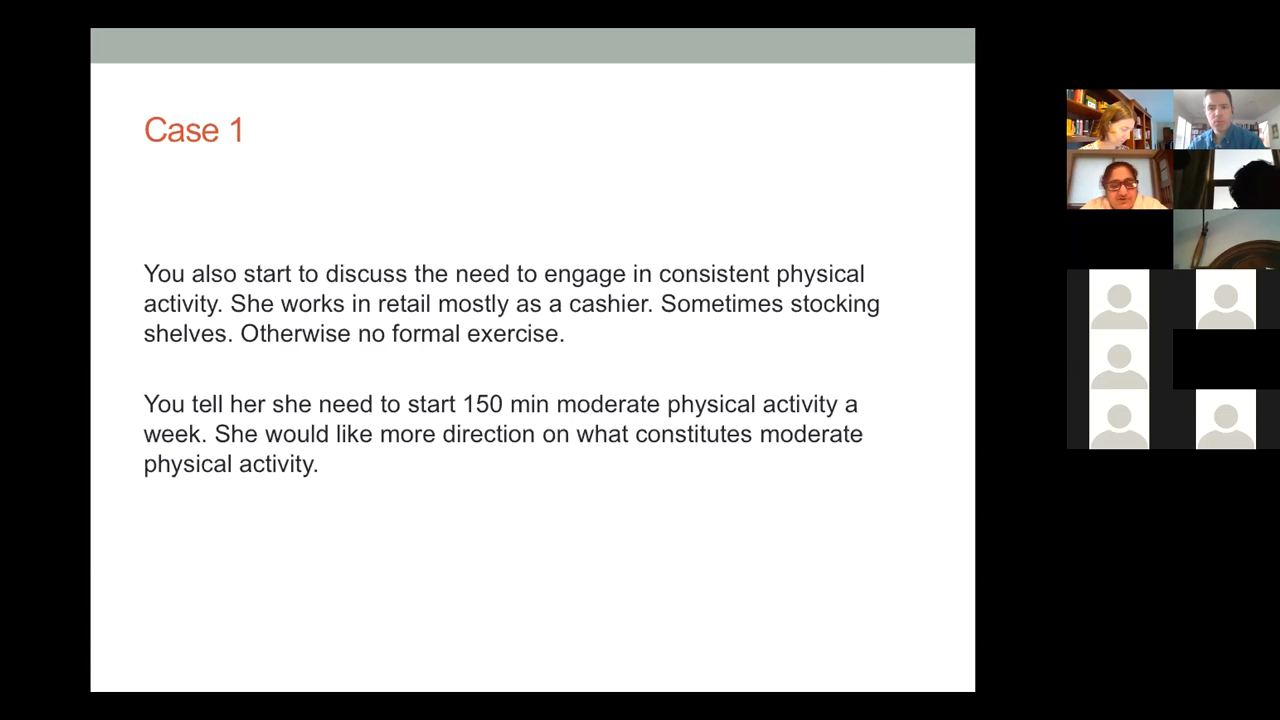 Case 1
You also start to discuss the need to engage in consistent physical
activity. She works in retail mostly as a cashier. Sometimes stocking
shelves. Otherwise no formal exercise.
You tell her she need to start 150 min moderate physical activity a
week. She would like more direction on what constitutes moderate
physical activity.